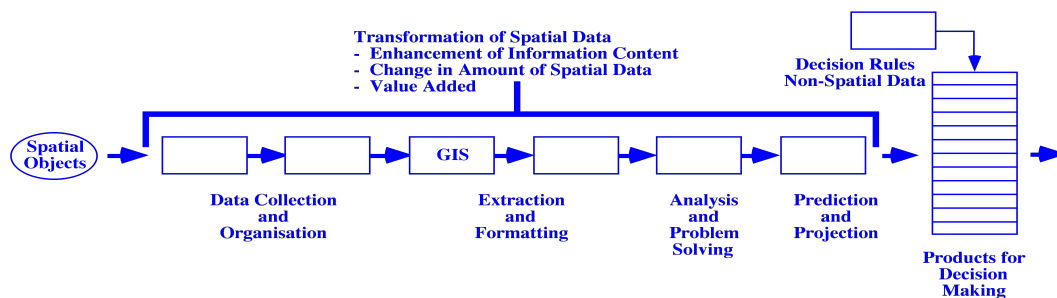 Transformation of Spatial Data
- Enhancement of Information Content
- Change in Amount of Spatial Data
- Value Added
Decision Rules
Non-Spatial Data
Spatial
Objects
GIS
Data Collection
and
Organisation
Extraction
and
Formatting
Analysis
and
Problem
Solving
Prediction
and
Projection
Products for
Decision
Making